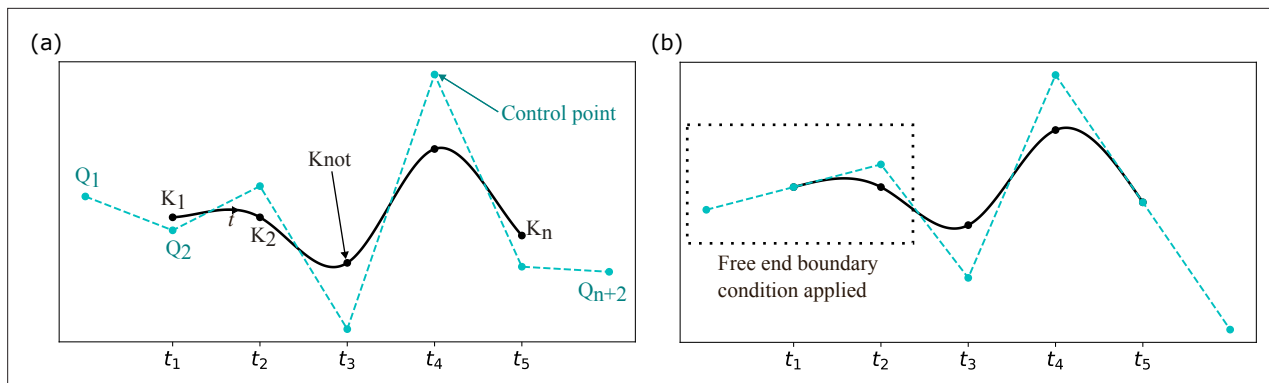 (a)
Control point
Knot
Q1
K1
t
K2
Q2
Kn
Qn+2
t1 t2 t3 t4 t5
(b)
Free end boundary
condition applied
t1 t2 t3 t4 t5